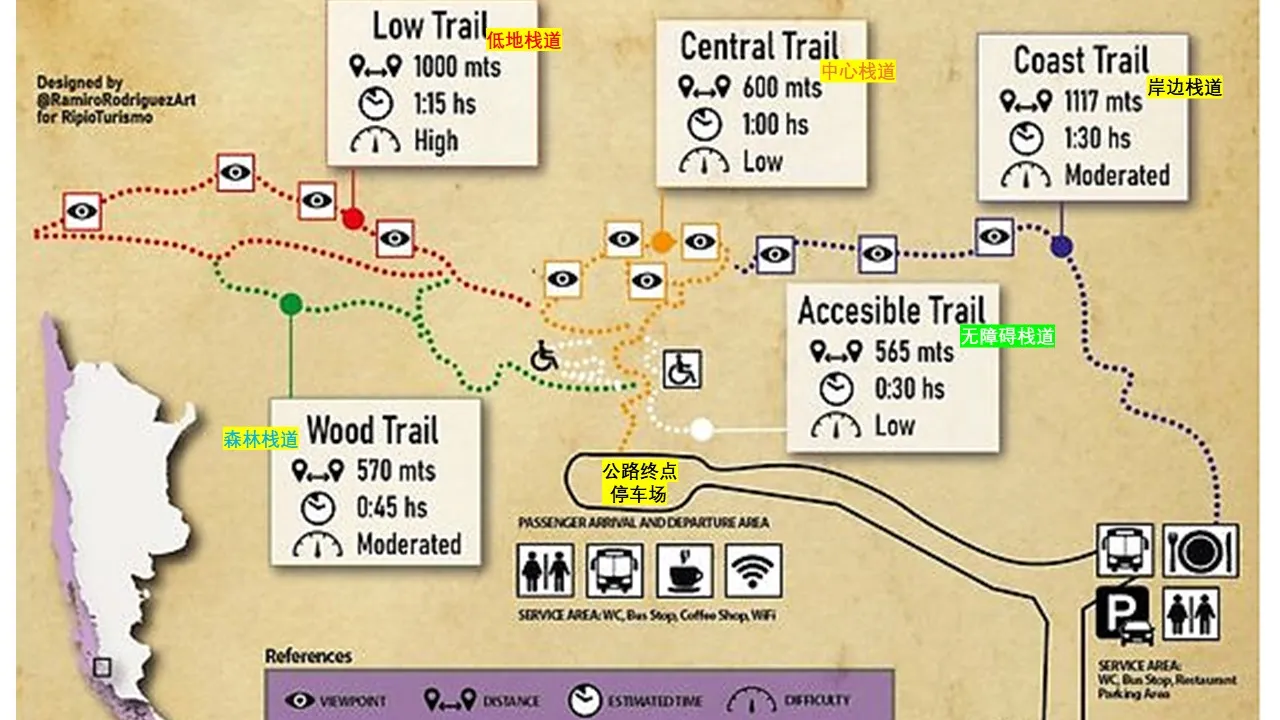 Low Trail
低地栈道
1000 mts
1:15 hs
High
Central Trail
中心栈道
600 mts
1:00 hs
Low
Coast Trail
岸边栈道
1117 mts
1:30 hs
Moderated
Designed by
@RamiroRodriguezArt
for RipioTurismo
Accesible Trail
无障碍栈道
565 mts
0:30 hs
Low
森林栈道
Wood Trail
570 mts
0:45 hs
Moderated
公路终点
停车场
PASSENGER ARRIVAL AND DEPARTURE AREA
SERVICE AREA: WC, Bus Stop, Coffee Shop, WiFi
P
SERVICE AREA:
WC, Bus Stop, Restaurant
Parking Area
References
VIEWPOINT
DISTANCE
ESTIMATED TIME
DIFFICULTY